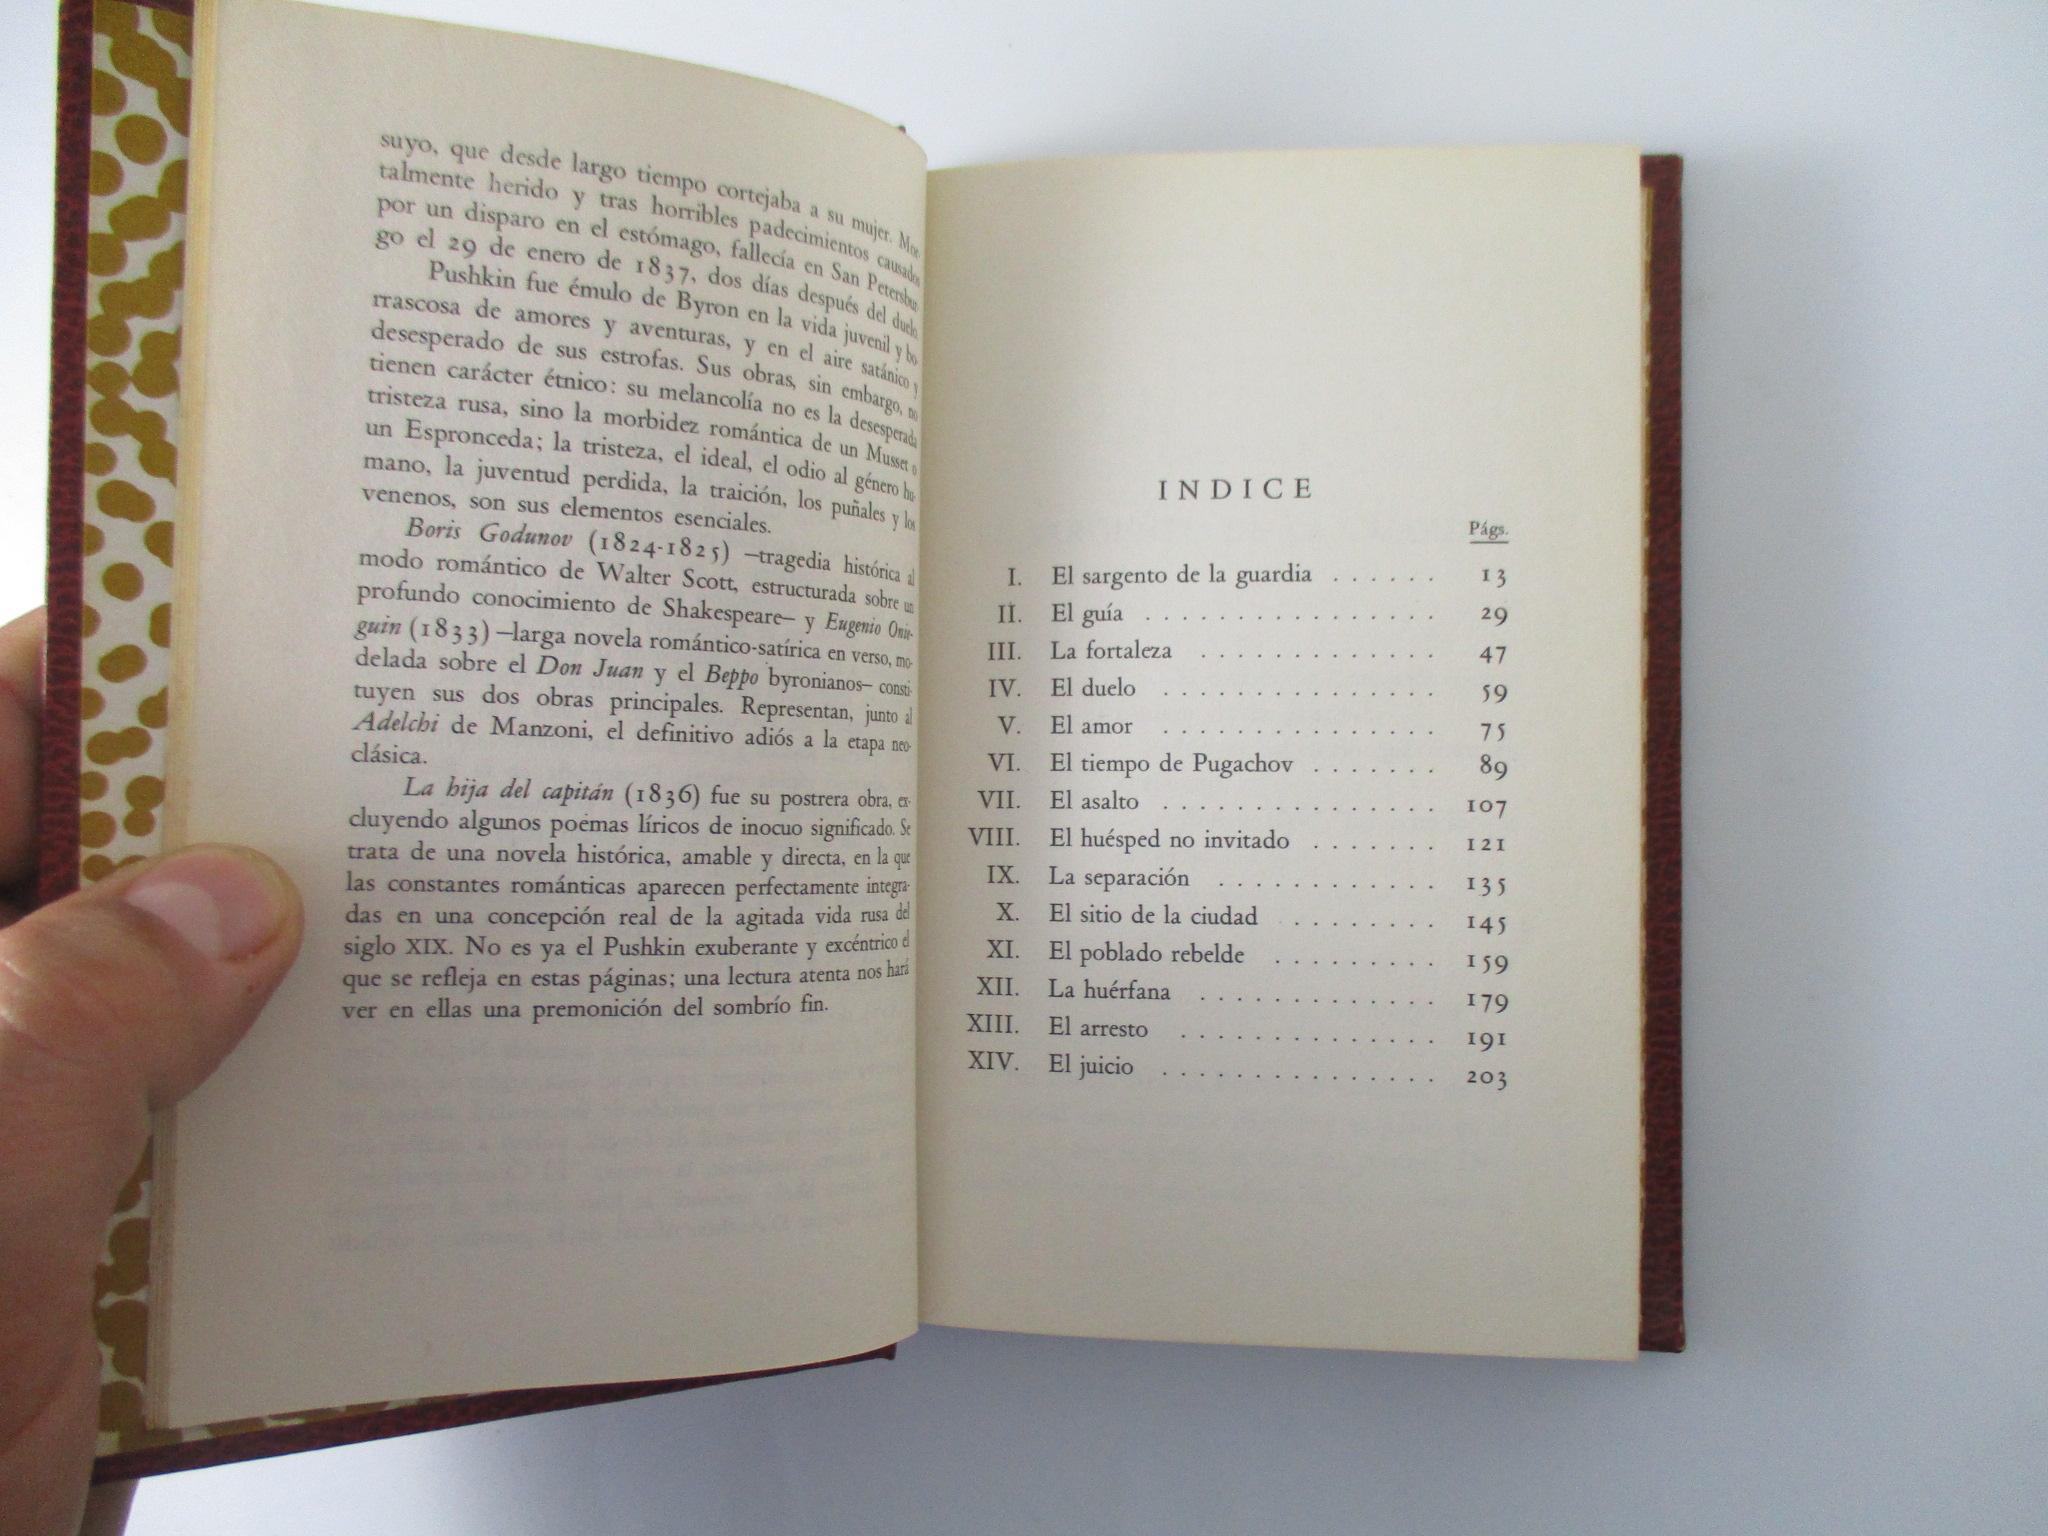 suyo, que desde largo tiempo cortejaba a su mujer. Mor-
talmente herido y tras horribles padecimientos causados
por un disparo en el estómago, fallecía en San Petersbur-
go el 29 de enero de 1837, dos días después del duelo.
Pushkin fue émulo de Byron en la vida juvenil y bo-
rrascosa de amores y aventuras, y en el aire satánico y
desesperado de sus estrofas. Sus obras, sin embargo, no
tienen carácter étnico: su melancolía no es la desesperada
tristeza rusa, sino la morbidez romántica de un Musset o
un Espronceda; la tristeza, el ideal, el odio al género hu-
mano, la juventud perdida, la traición, los puñales y los
venenos, son sus elementos esenciales.
Boris Godunov (1824-1825) —tragedia histórica al
modo romántico de Walter Scott, estructurada sobre un
profundo conocimiento de Shakespeare— y Eugenio Onie-
guin (1833) —larga novela romántico-satírica en verso, mo-
delada sobre el Don Juan y el Beppo byronianos— consti-
tuyen sus dos obras principales. Representan, junto al
Adelchi de Manzoni, el definitivo adiós a la etapa neo-
clásica.
La hija del capitán (1836) fue su postrera obra, ex-
cluyendo algunos poemas líricos de inocuo significado. Se
trata de una novela histórica, amable y directa, en la que
las constantes románticas aparecen perfectamente integra-
das en una concepción real de la agitada vida rusa del
siglo XIX. No es ya el Pushkin exuberante y excéntrico el
que se refleja en estas páginas; una lectura atenta nos hará
ver en ellas una premonición del sombrío fin.
INDICE
Págs.
I. El sargento de la guardia . . . . . . 13
II. El guía . . . . . . . . . . . . . . . . 29
III. La fortaleza . . . . . . . . . . . . . 47
IV. El duelo . . . . . . . . . . . . . . . 59
V. El amor . . . . . . . . . . . . . . . 75
VI. El tiempo de Pugachov . . . . . . . 89
VII. El asalto . . . . . . . . . . . . . . . 107
VIII. El huésped no invitado . . . . . . . 121
IX. La separación . . . . . . . . . . . . 135
X. El sitio de la ciudad . . . . . . . . 145
XI. El poblado rebelde . . . . . . . . . 159
XII. La huérfana . . . . . . . . . . . . . 179
XIII. El arresto . . . . . . . . . . . . . . 191
XIV. El juicio . . . . . . . . . . . . . . . 203